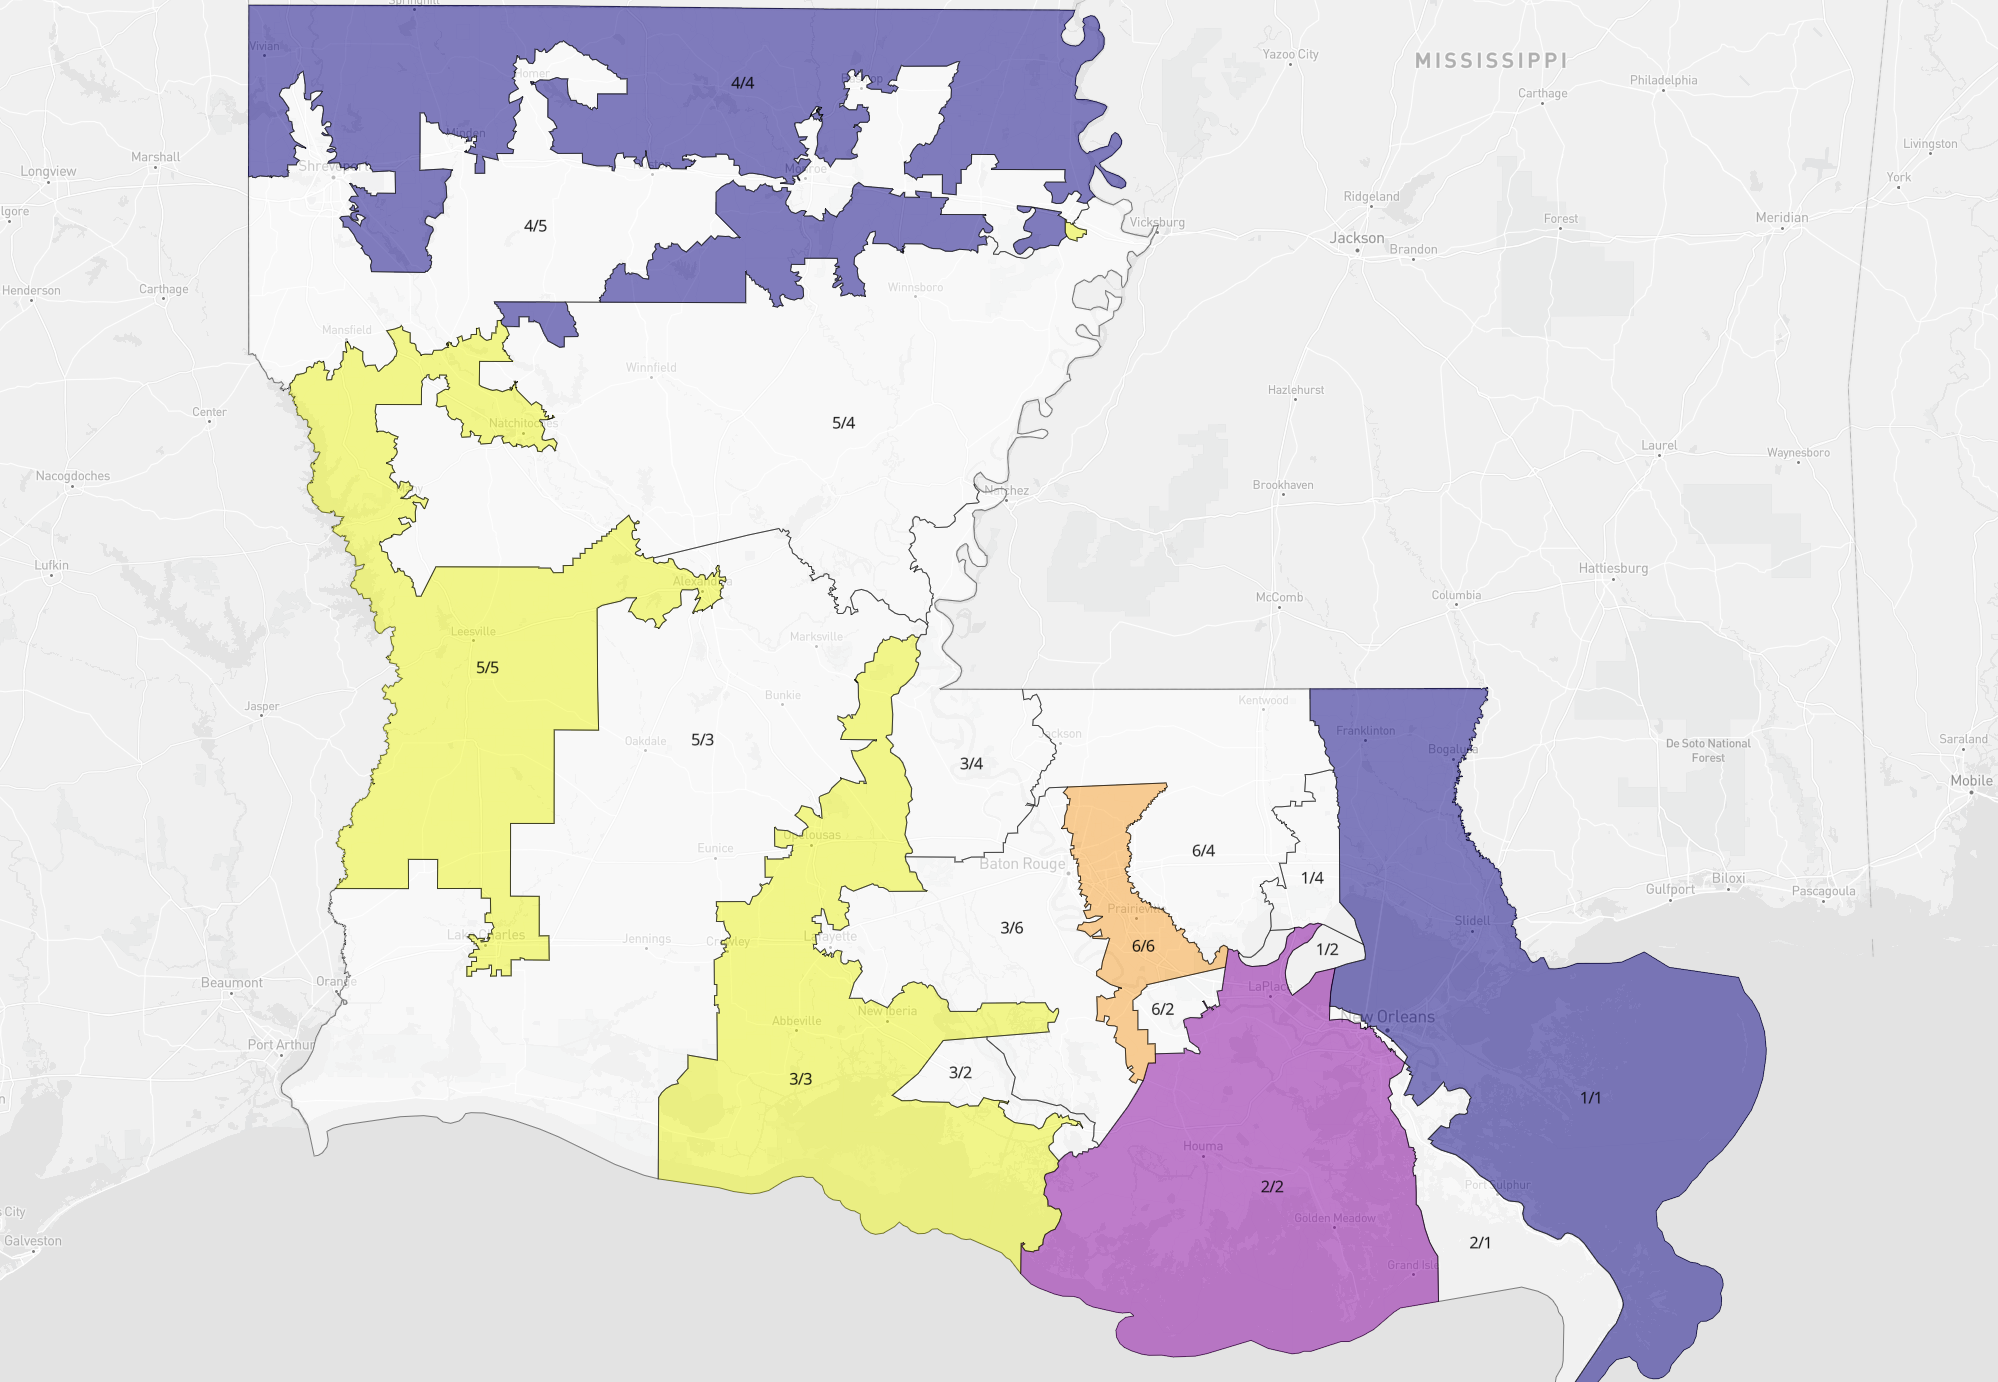 Springhill
Vivian
Homer
4/4
Yazoo City
MISSISSIPPI
Philadelphia
Carthage
Minden
Marshall
Longview
Shreveport
Monroe
Livingston
York
Ridgeland
Forest
Meridian
Vicksburg
Jackson
Brandon
4/5
Henderson
Carthage
Winnsboro
Mansfield
Winnfield
Hazlehurst
Center
5/4
Natchitoches
Laurel
Waynesboro
Nacogdoches
Natchez
Brookhaven
Lufkin
Alexandria
Hattiesburg
McComb
Columbia
Leesville
Marksville
5/5
Jasper
Bunkie
Kentwood
Oakdale
5/3
Jackson
Franklinton
Bogalusa
De Soto National
Forest
Saraland
3/4
Mobile
Opelousas
Eunice
Baton Rouge
6/4
1/4
Gulfport
Biloxi
Pascagoula
Prairieville
Slidell
3/6
Lake Charles
Jennings
Crowley
Lafayette
6/6
1/2
Beaumont
Orange
LaPlace
6/2
Abbeville
New Iberia
New Orleans
Port Arthur
3/3
3/2
1/1
Houma
2/2
Port Sulphur
Golden Meadow
2/1
City
Galveston
Grand Isle